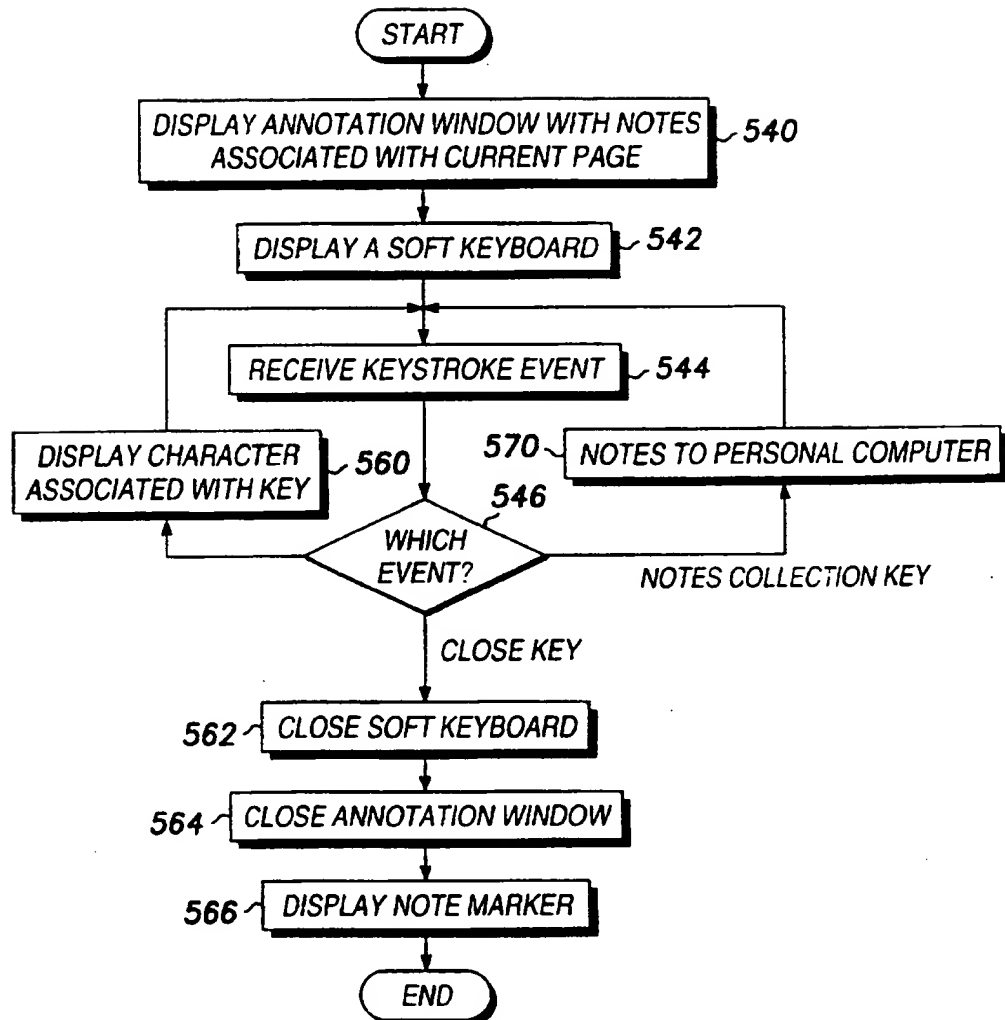 START
DISPLAY ANNOTATION WINDOW WITH NOTES
ASSOCIATED WITH CURRENT PAGE
540
DISPLAY A SOFT KEYBOARD
542
RECEIVE KEYSTROKE EVENT
544
DISPLAY CHARACTER
ASSOCIATED WITH KEY
560
570
NOTES TO PERSONAL COMPUTER
546
WHICH
EVENT?
NOTES COLLECTION KEY
CLOSE KEY
562
CLOSE SOFT KEYBOARD
564
CLOSE ANNOTATION WINDOW
566
DISPLAY NOTE MARKER
END